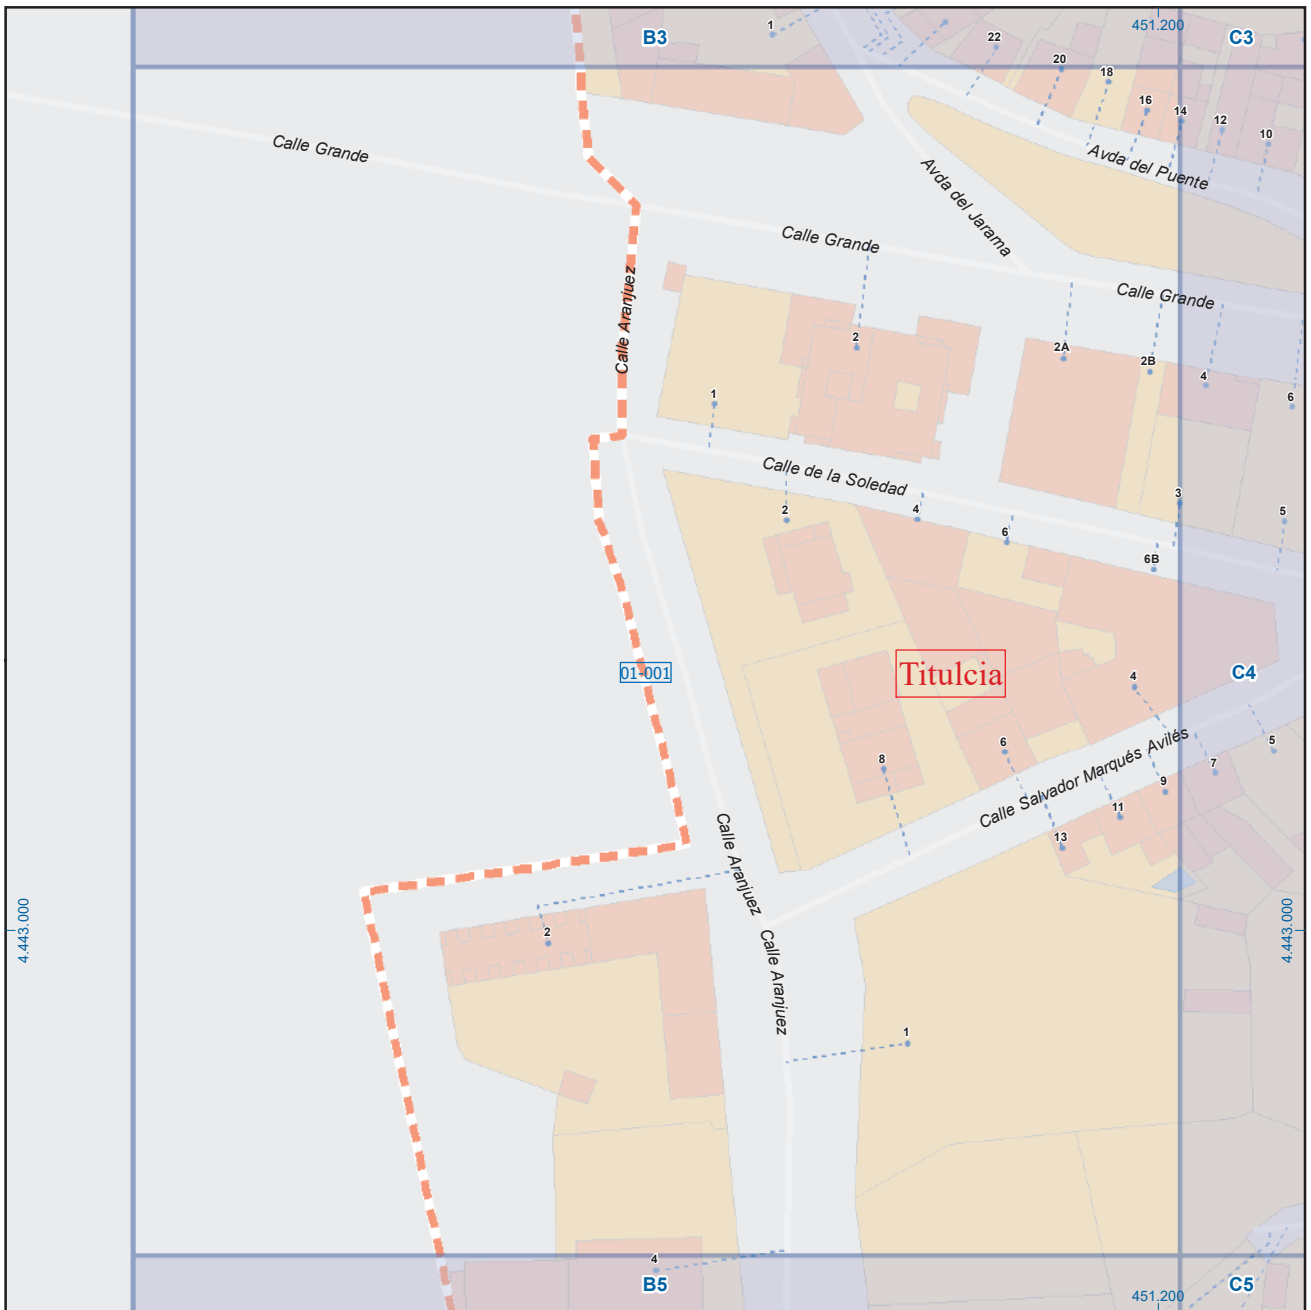 B3
451.200
C3
1
22
20
18
16
14
12
10
Calle Grande
Avda del Puente
Avda del Jarama
Calle Grande
Calle Grande
Calle Aranjuez
2
2A
2B
4
6
1
Calle de la Soledad
2
4
6
3
5
6B
01-001
Titulcia
C4
4
6
8
Calle Salvador Marqués Avilés
5
7
9
11
13
Calle Aranjuez
4.443.000
2
4.443.000
Calle Aranjuez
1
4
B5
451.200
C5